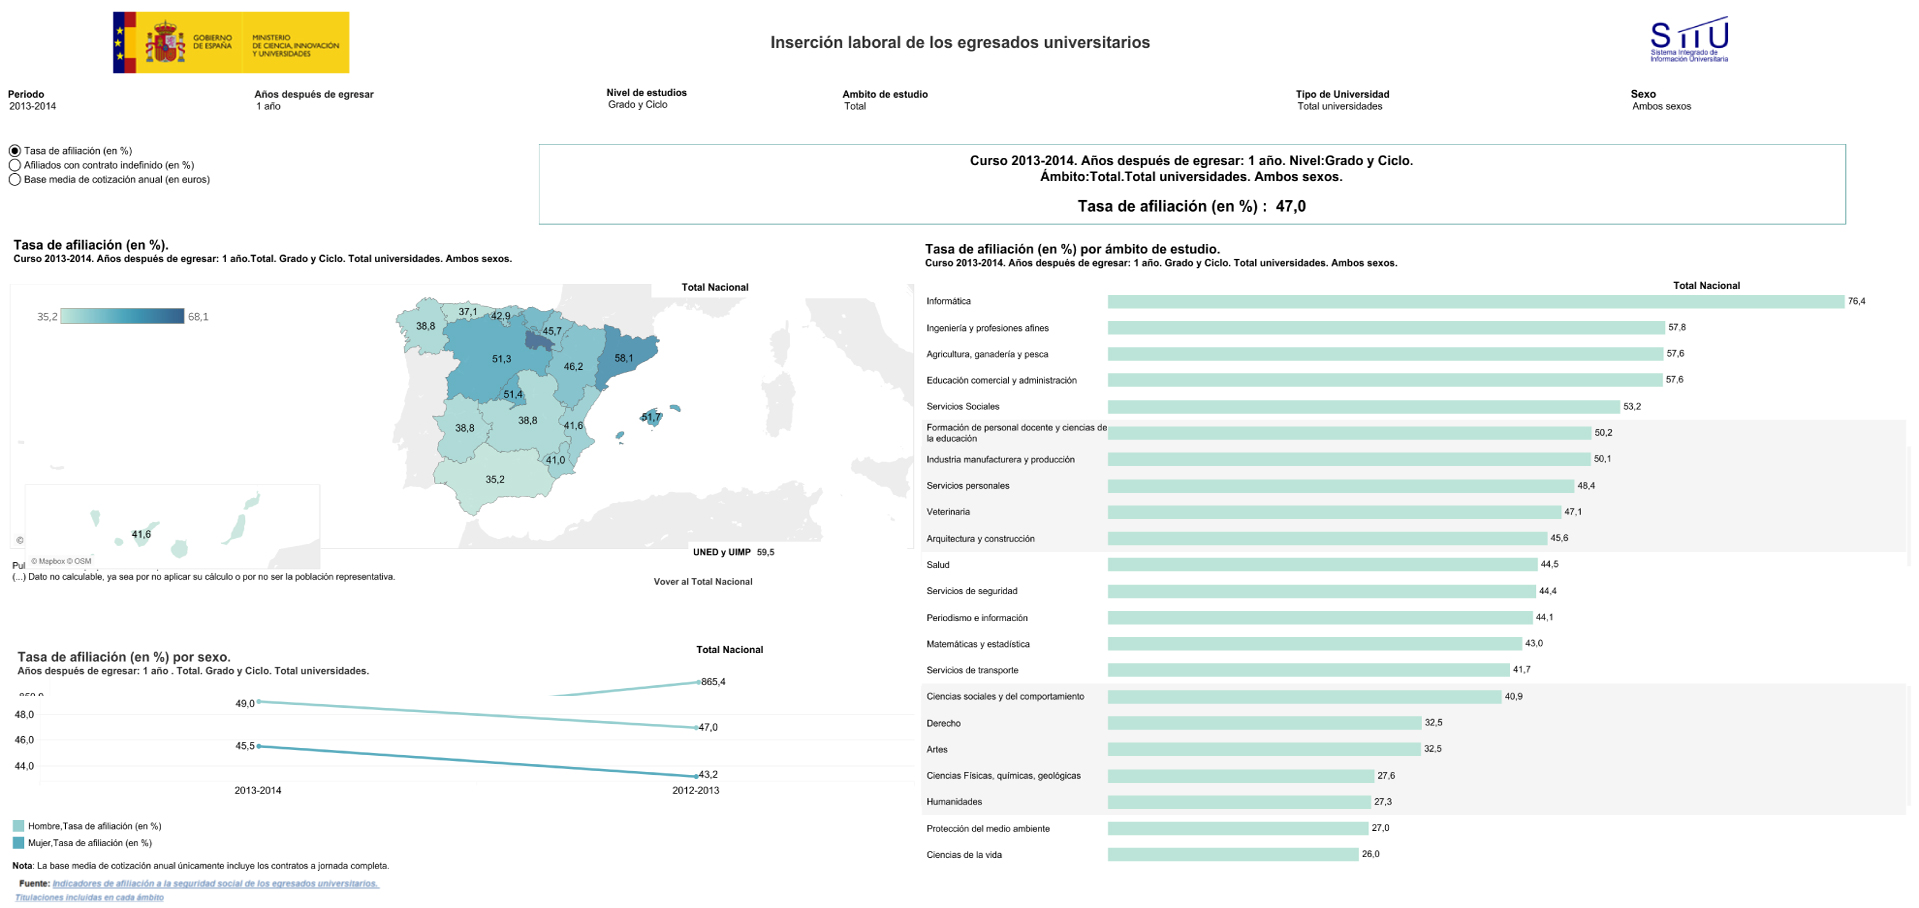 GOBIERNO
DE ESPAÑA
MINISTERIO
DE CIENCIA, INNOVACIÓN
Y UNIVERSIDADES
Inserción laboral de los egresados universitarios
SIIU
Sistema Integrado de
Información Universitaria
Periodo
2013-2014
Años después de egresar
1 año
Nivel de estudios
Grado y Ciclo
Ambito de estudio
Total
Tipo de Universidad
Total universidades
Sexo
Ambos sexos
Tasa de afiliación (en %)
Afiliados con contrato indefinido (en %)
Base media de cotización anual (en euros)
Curso 2013-2014. Años después de egresar: 1 año. Nivel:Grado y Ciclo.
Ámbito:Total.Total universidades. Ambos sexos.
Tasa de afiliación (en %) : 47,0
Tasa de afiliación (en %).
Curso 2013-2014. Años después de egresar: 1 año.Total. Grado y Ciclo. Total universidades. Ambos sexos.
Total Nacional
35,2
68,1
38,8
37,1
42,9
45,7
51,3
46,2
58,1
51,4
38,8
38,8
41,6
51,7
41,0
35,2
41,6
©
© Mapbox © OSM
UNED y UIMP 59,5
Pul
(...) Dato no calculable, ya sea por no aplicar su cálculo o por no ser la población representativa.
Vover al Total Nacional
Tasa de afiliación (en %) por sexo.
Años después de egresar: 1 año . Total. Grado y Ciclo. Total universidades.
Total Nacional
865,4
49,0
48,0
47,0
46,0
45,5
44,0
43,2
2013-2014
2012-2013
Hombre,Tasa de afiliación (en %)
Mujer,Tasa de afiliación (en %)
Nota: La base media de cotización anual únicamente incluye los contratos a jornada completa.
Fuente: Indicadores de afiliación a la seguridad social de los egresados universitarios.
Titulaciones incluidas en cada ámbito
Tasa de afiliación (en %) por ámbito de estudio.
Curso 2013-2014. Años después de egresar: 1 año. Grado y Ciclo. Total universidades. Ambos sexos.
Total Nacional
Informática 76,4
Ingeniería y profesiones afines 57,8
Agricultura, ganadería y pesca 57,6
Educación comercial y administración 57,6
Servicios Sociales 53,2
Formación de personal docente y ciencias de
la educación 50,2
Industria manufacturera y producción 50,1
Servicios personales 48,4
Veterinaria 47,1
Arquitectura y construcción 45,6
Salud 44,5
Servicios de seguridad 44,4
Periodismo e información 44,1
Matemáticas y estadística 43,0
Servicios de transporte 41,7
Ciencias sociales y del comportamiento 40,9
Derecho 32,5
Artes 32,5
Ciencias Físicas, químicas, geológicas 27,6
Humanidades 27,3
Protección del medio ambiente 27,0
Ciencias de la vida 26,0